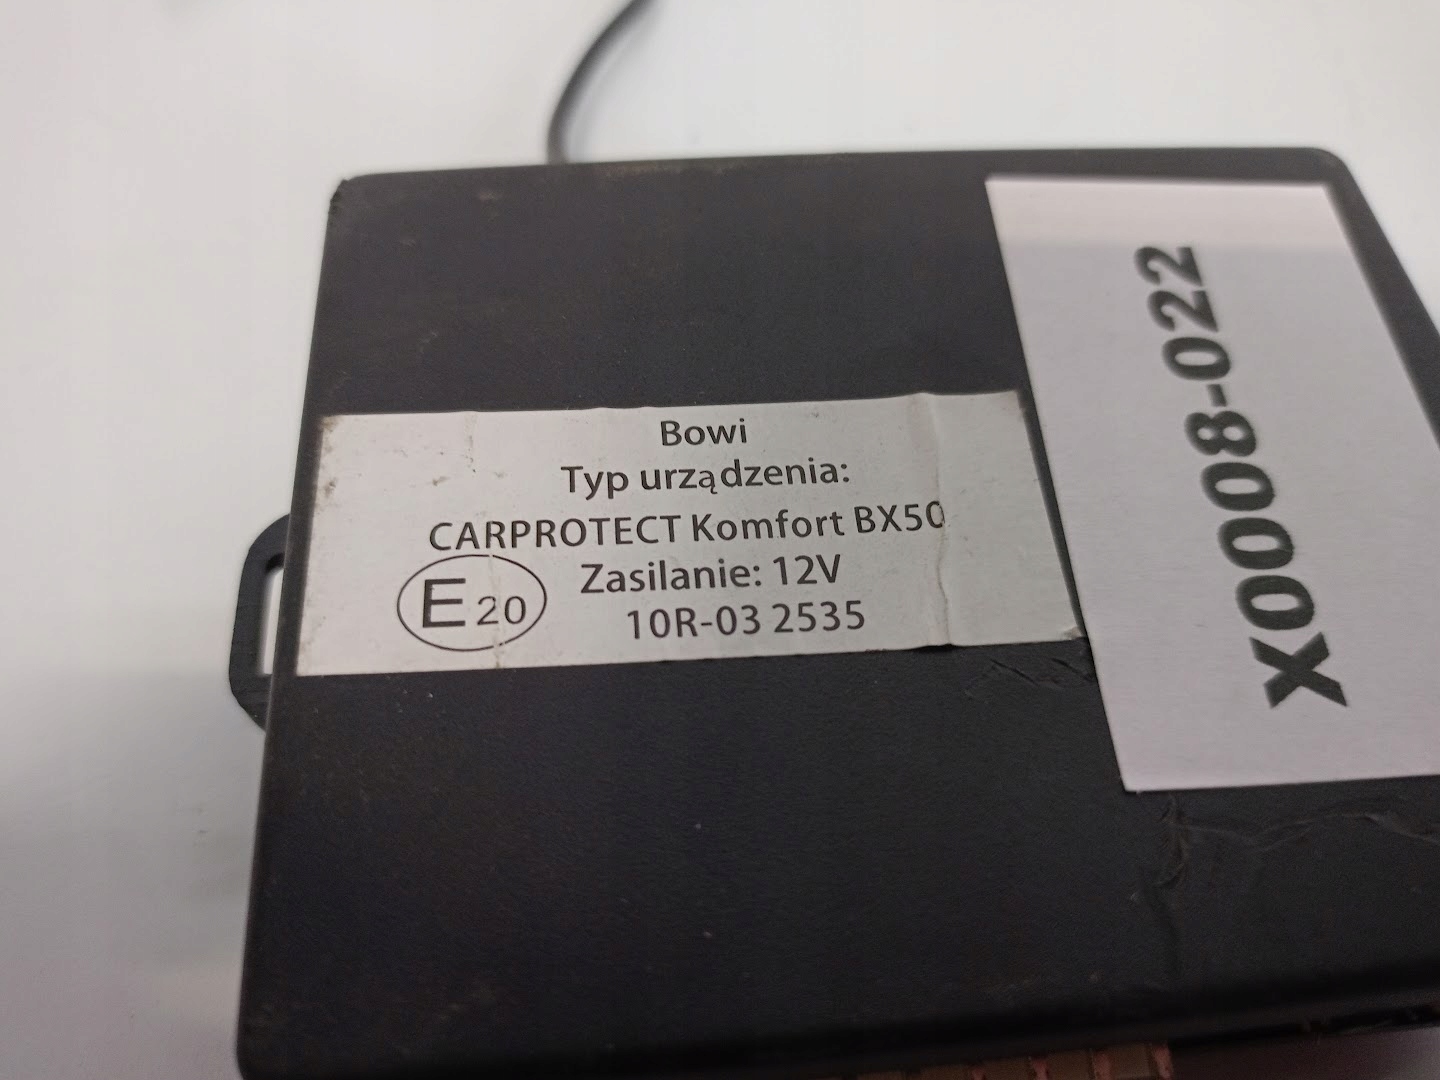 Bowi
Typ urządzenia:
CARPROTECT Komfort BX50
E20 Zasilanie: 12V
10R-03 2535
X0008-022